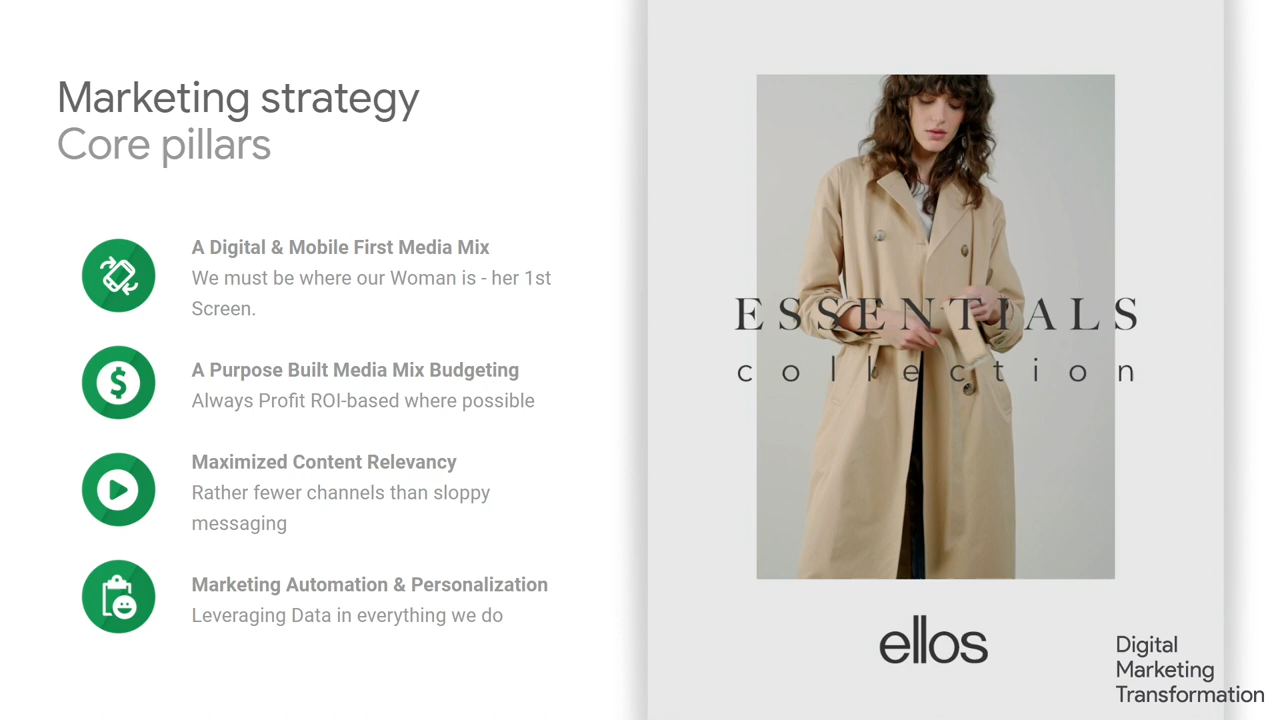 Marketing strategy
Core pillars
A Digital & Mobile First Media Mix
We must be where our Woman is - her 1st
Screen.
A Purpose Built Media Mix Budgeting
Always Profit ROI-based where possible
Maximized Content Relevancy
Rather fewer channels than sloppy
messaging
Marketing Automation & Personalization
Leveraging Data in everything we do
ESSENTIALS
collection
ellos
Digital
Marketing
Transformation